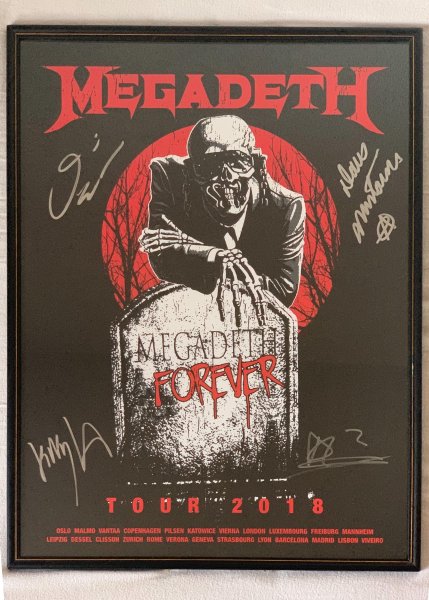 MEGADETH
MEGADETH
FOREVER
TOUR 2018
OSLO MALMO VANTAA COPENHAGEN PILSEN KATOWICE VIENNA LONDON LUXEMBOURG FREIBURG MANNHEIM
LEIPZIG DESSEL CLISSON ZURICH ROME VERONA GENEVA STRASBOURG LYON BARCELONA MADRID LISBON VIVEIRO